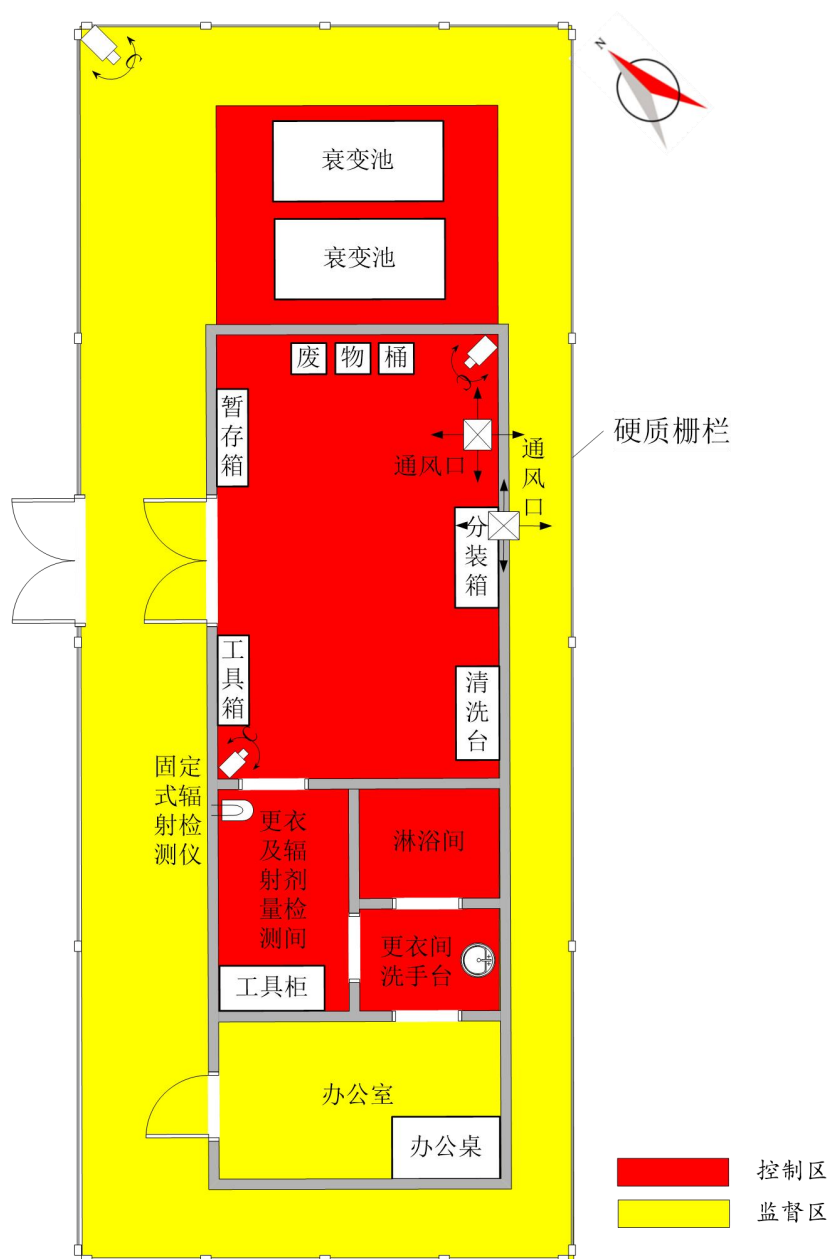 N
衰变池
衰变池
废 物 桶
暂
存
箱
硬质栅栏
通风口
通
风
口
分
装
箱
工
具
箱
清
洗
台
固定
式辐
射检
测仪
更衣
及辐
射剂
量检
测间
淋浴间
更衣间
洗手台
工具柜
办公室
办公桌
控制区
监督区